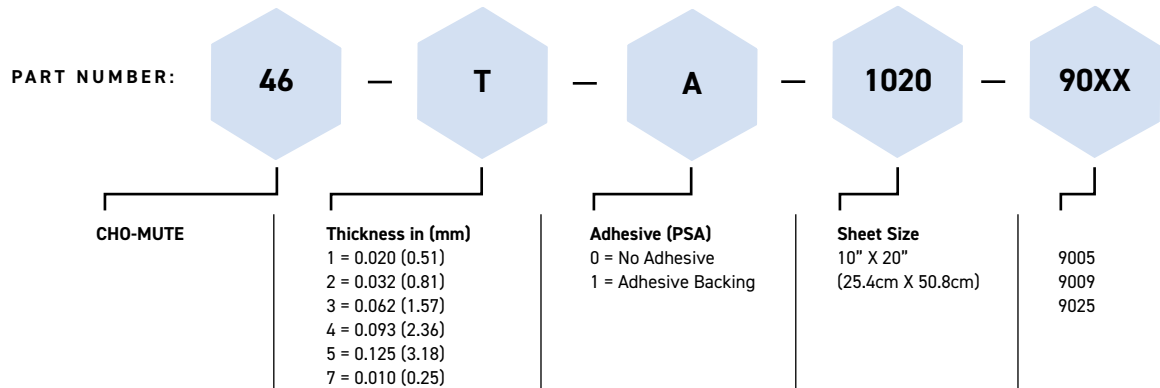 PART NUMBER: 46 — T — A — 1020 — 90XX
CHO-MUTE
Thickness in (mm)
1 = 0.020 (0.51)
2 = 0.032 (0.81)
3 = 0.062 (1.57)
4 = 0.093 (2.36)
5 = 0.125 (3.18)
7 = 0.010 (0.25)
Adhesive (PSA)
0 = No Adhesive
1 = Adhesive Backing
Sheet Size
10” X 20”
(25.4cm X 50.8cm)
9005
9009
9025